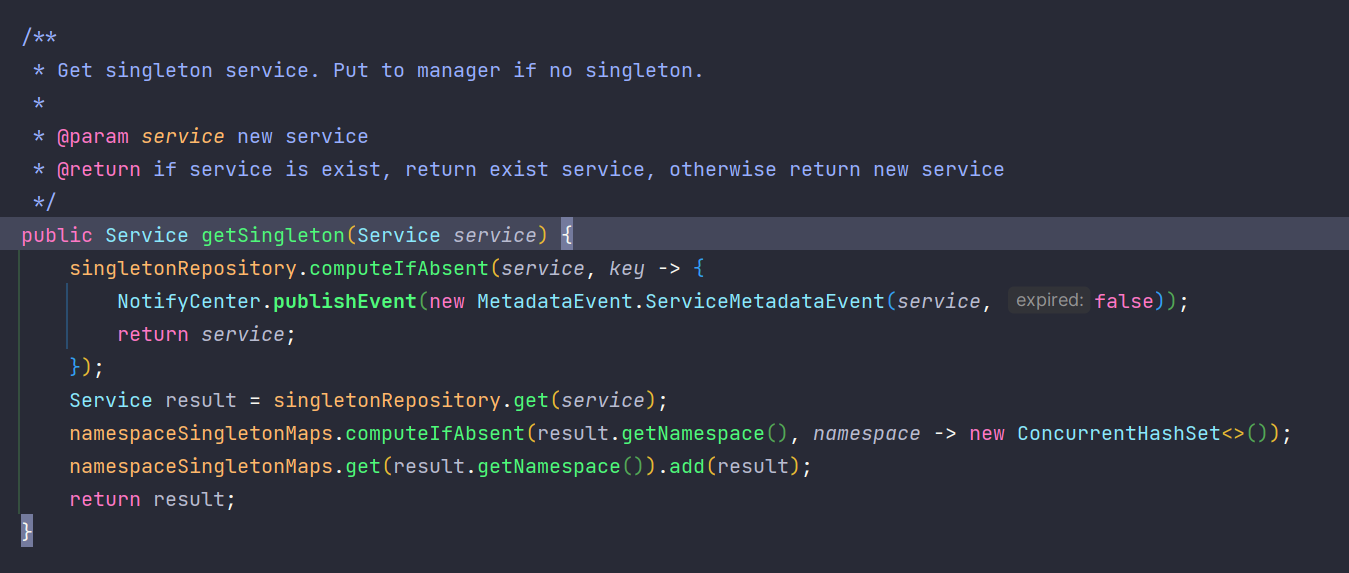 /**
 * Get singleton service. Put to manager if no singleton.
 *
 * @param service new service
 * @return if service is exist, return exist service, otherwise return new service
 */
public Service getSingleton(Service service) {
    singletonRepository.computeIfAbsent(service, key -> {
        NotifyCenter.publishEvent(new MetadataEvent.ServiceMetadataEvent(service, expired: false));
        return service;
    });
    Service result = singletonRepository.get(service);
    namespaceSingletonMaps.computeIfAbsent(result.getNamespace(), namespace -> new ConcurrentHashSet<>());
    namespaceSingletonMaps.get(result.getNamespace()).add(result);
    return result;
}